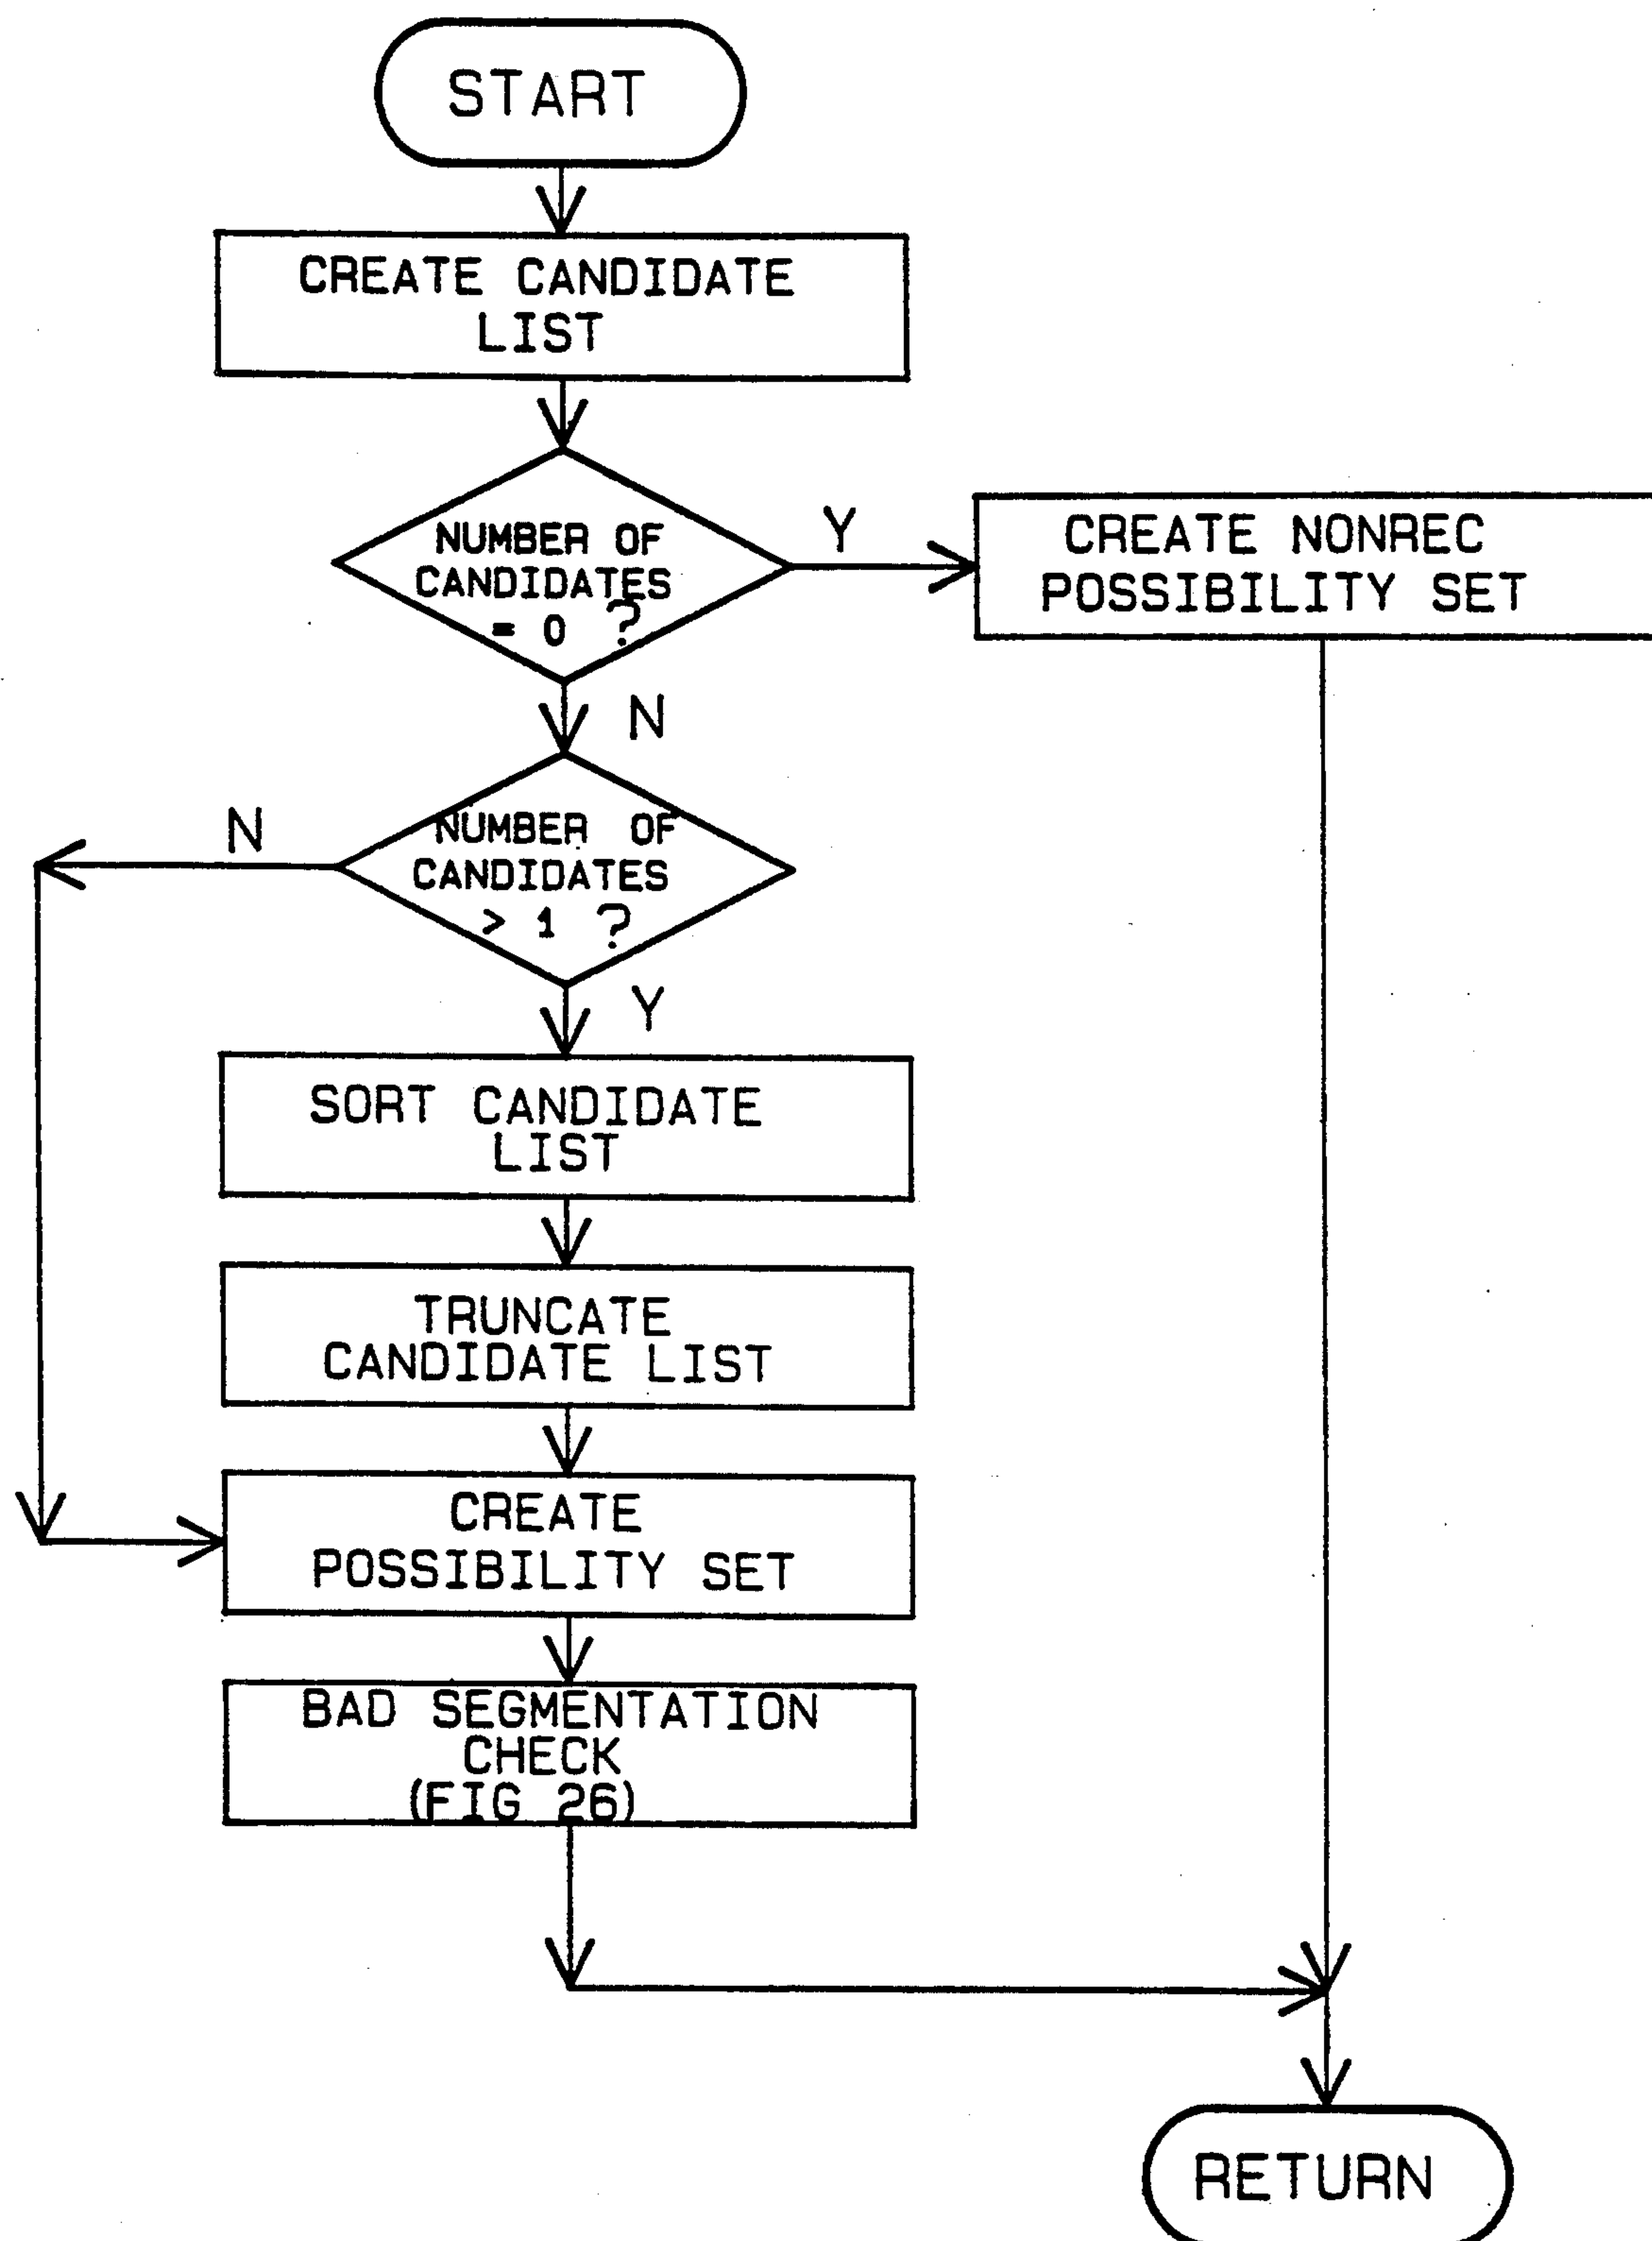 START
CREATE CANDIDATE
LIST
NUMBER OF
CANDIDATES
= 0 ?
Y
CREATE NONREC
POSSIBILITY SET
N
NUMBER OF
CANDIDATES
> 1 ?
N
Y
SORT CANDIDATE
LIST
TRUNCATE
CANDIDATE LIST
CREATE
POSSIBILITY SET
BAD SEGMENTATION
CHECK
(FIG 26)
RETURN